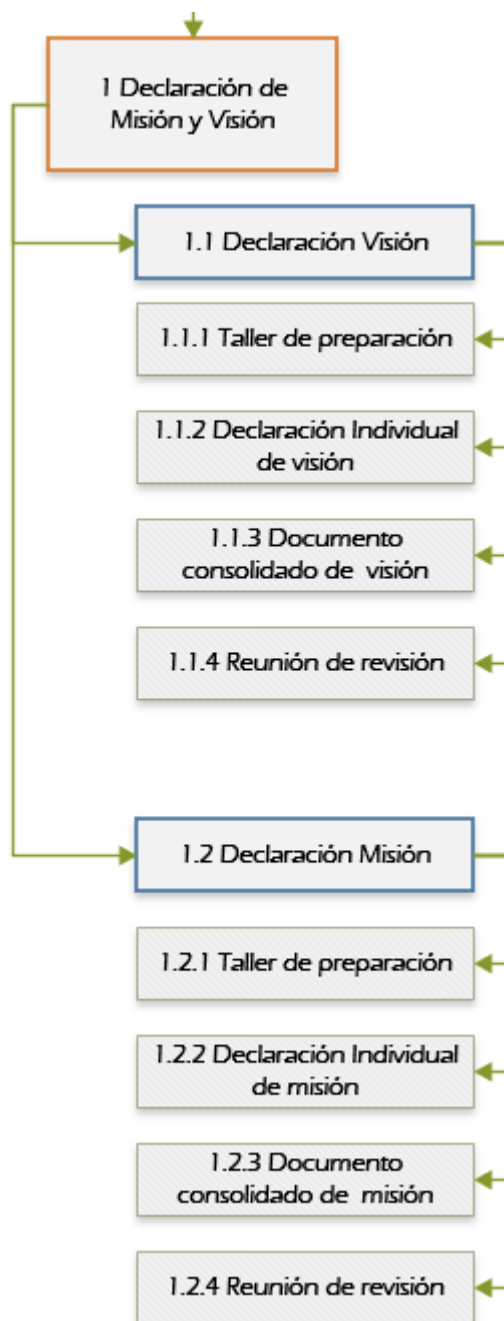 1 Declaración de
Misión y Visión
1.1 Declaración Visión
1.1.1 Taller de preparación
1.1.2 Declaración Individual
de visión
1.1.3 Documento
consolidado de visión
1.1.4 Reunión de revisión
1.2 Declaración Misión
1.2.1 Taller de preparación
1.2.2 Declaración Individual
de misión
1.2.3 Documento
consolidado de misión
1.2.4 Reunión de revisión